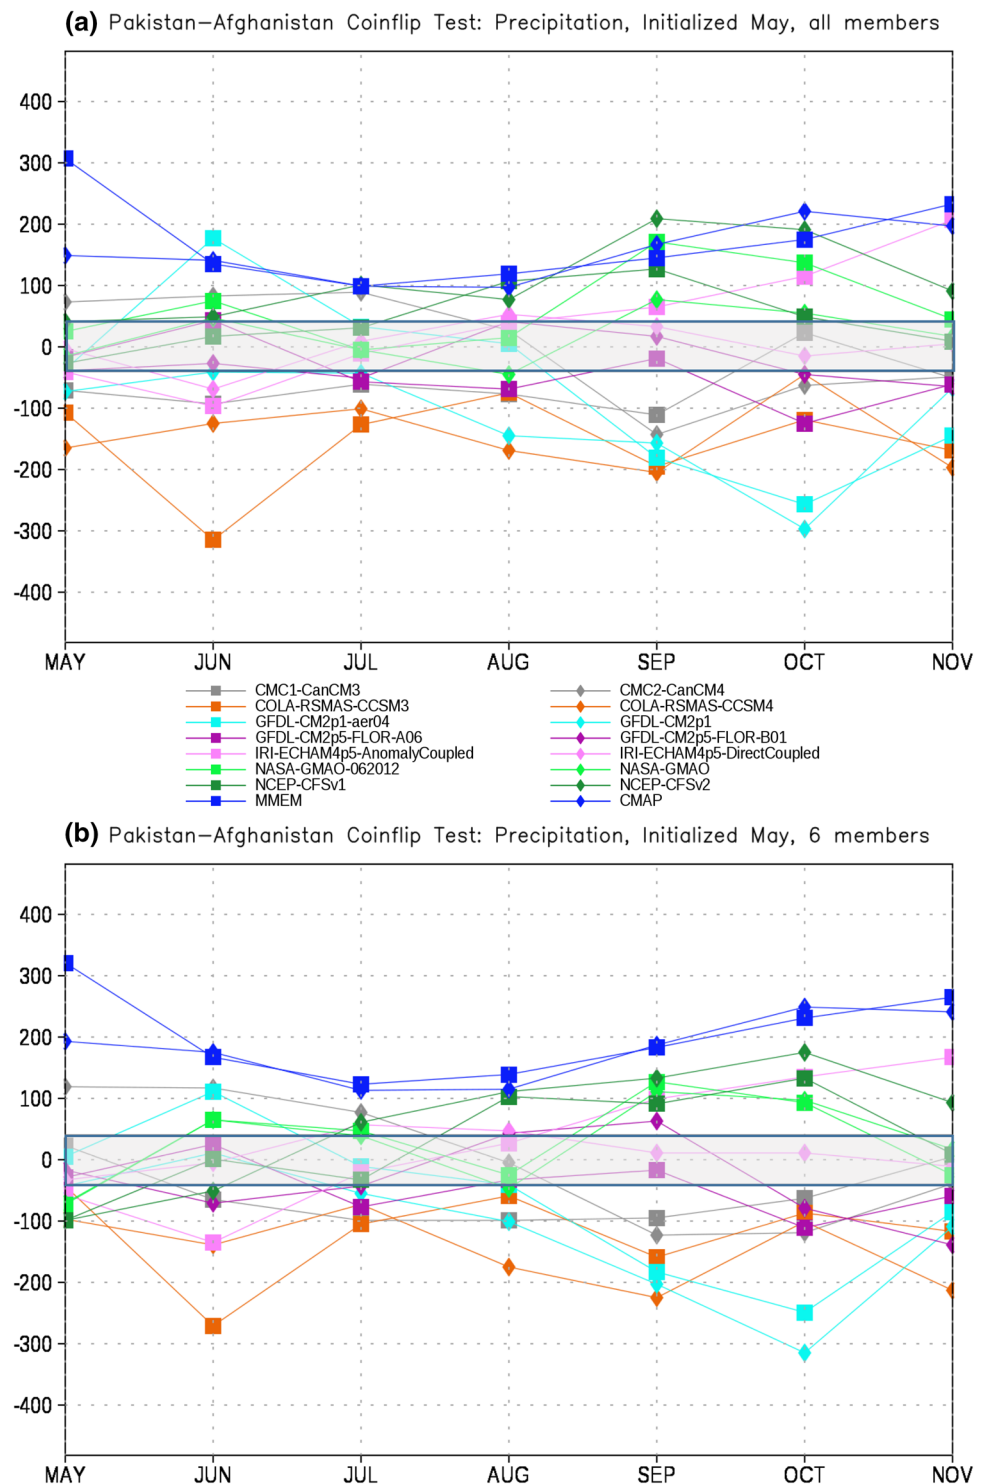 (a) Pakistan-Afghanistan Coinflip Test: Precipitation, Initialized May, all members
400
300
200
100
0
-100
-200
-300
-400
MAY JUN JUL AUG SEP OCT NOV
CMC1-CanCM3 CMC2-CanCM4
COLA-RSMAS-CCSM3 COLA-RSMAS-CCSM4
GFDL-CM2p1-aer04 GFDL-CM2p1
GFDL-CM2p5-FLOR-A06 GFDL-CM2p5-FLOR-B01
IRI-ECHAM4p5-AnomalyCoupled IRI-ECHAM4p5-DirectCoupled
NASA-GMAO-062012 NASA-GMAO
NCEP-CFSv1 NCEP-CFSv2
MMEM CMAP
(b) Pakistan-Afghanistan Coinflip Test: Precipitation, Initialized May, 6 members
400
300
200
100
0
-100
-200
-300
-400
MAY JUN JUL AUG SEP OCT NOV